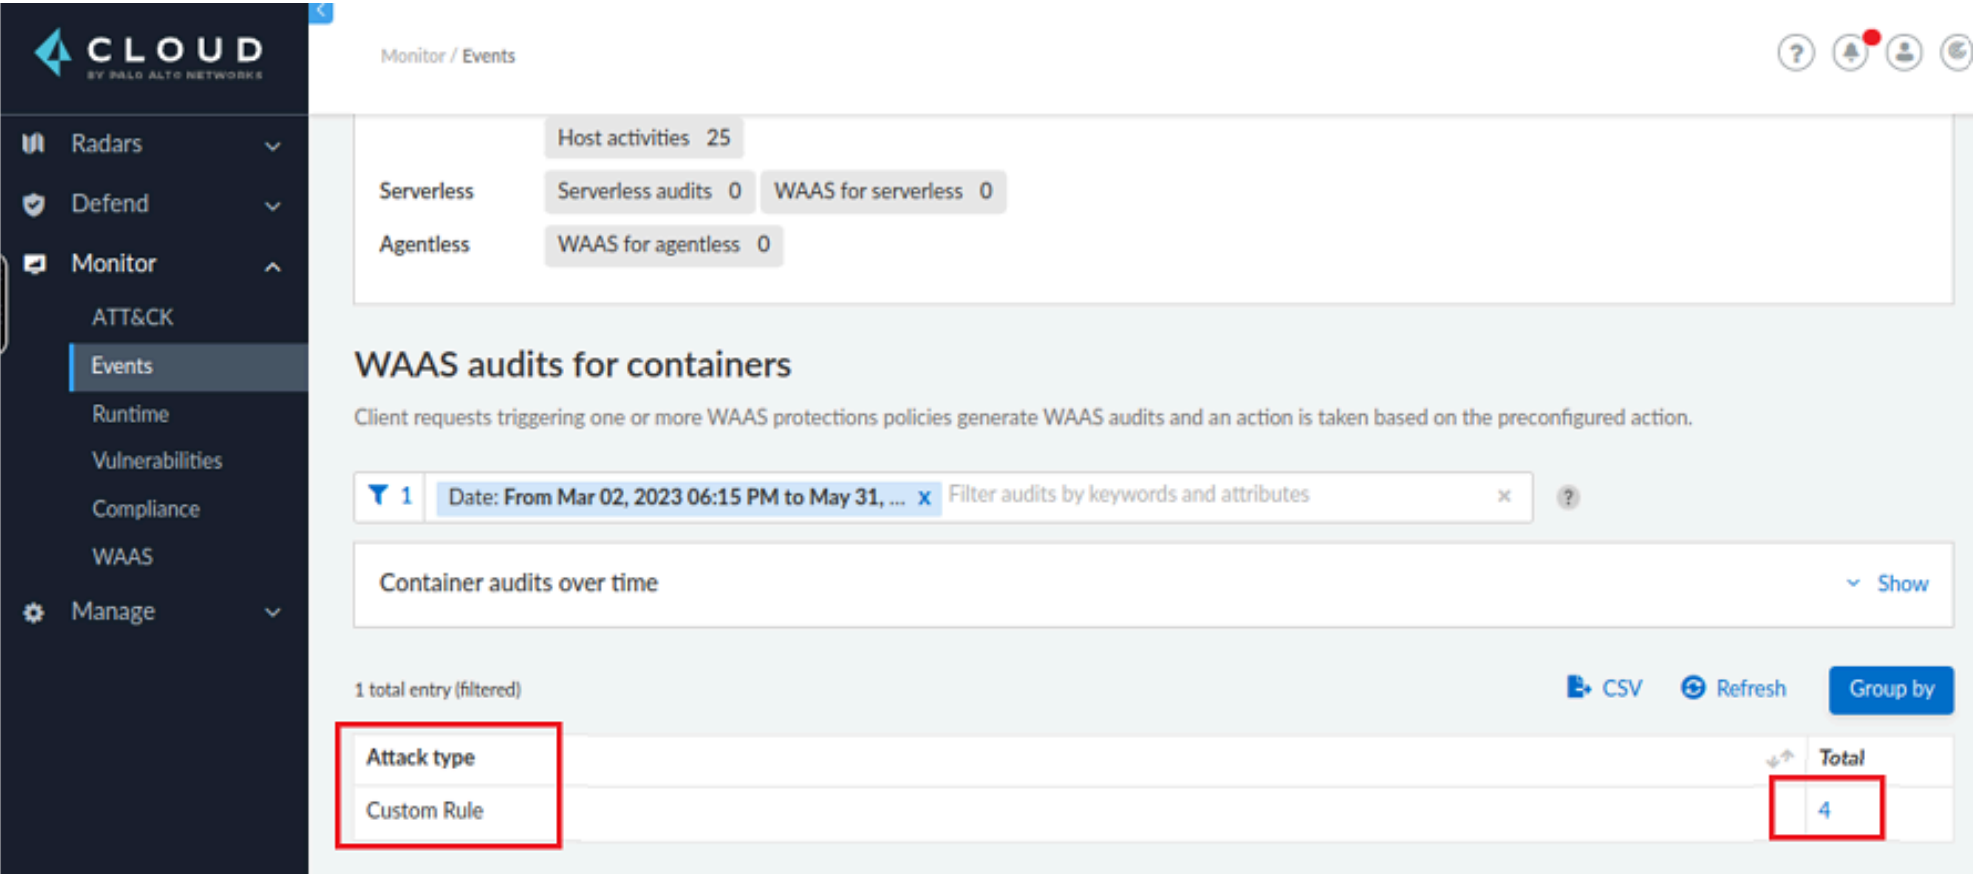 CLOUD
BY PALO ALTO NETWORKS
Monitor / Events
Radars
Defend
Monitor
ATT&CK
Events
Runtime
Vulnerabilities
Compliance
WAAS
Manage
Host activities 25
Serverless Serverless audits 0 WAAS for serverless 0
Agentless WAAS for agentless 0
WAAS audits for containers
Client requests triggering one or more WAAS protections policies generate WAAS audits and an action is taken based on the preconfigured action.
1 Date: From Mar 02, 2023 06:15 PM to May 31, ... x Filter audits by keywords and attributes × ?
Container audits over time Show
1 total entry (filtered) CSV Refresh Group by
Attack type Total
Custom Rule 4